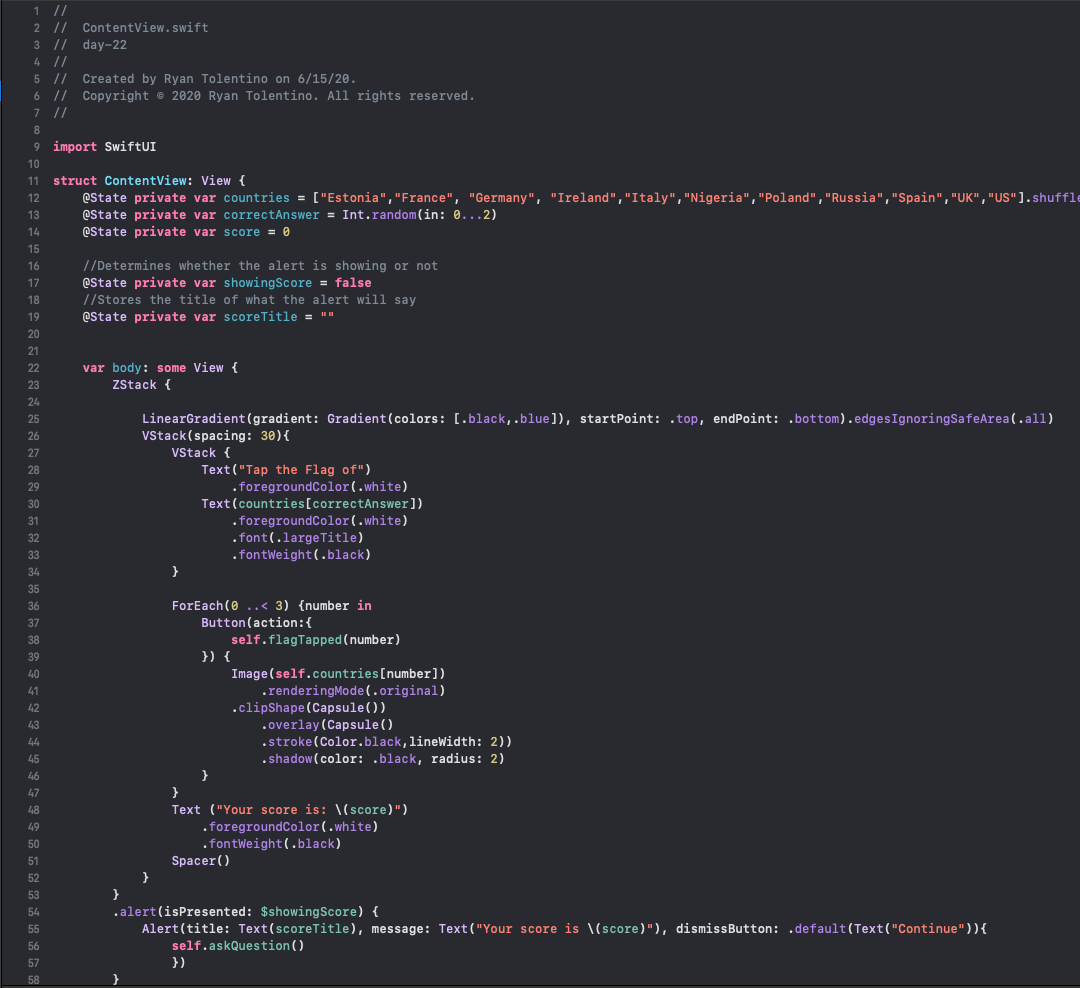 1 //
2 //  ContentView.swift
3 //  day-22
4 //
5 //  Created by Ryan Tolentino on 6/15/20.
6 //  Copyright © 2020 Ryan Tolentino. All rights reserved.
7 //
8
9 import SwiftUI
10
11 struct ContentView: View {
12     @State private var countries = ["Estonia","France", "Germany", "Ireland","Italy","Nigeria","Poland","Russia","Spain","UK","US"].shuffle
13     @State private var correctAnswer = Int.random(in: 0...2)
14     @State private var score = 0
15
16     //Determines whether the alert is showing or not
17     @State private var showingScore = false
18     //Stores the title of what the alert will say
19     @State private var scoreTitle = ""
20
21
22     var body: some View {
23         ZStack {
24
25             LinearGradient(gradient: Gradient(colors: [.black,.blue]), startPoint: .top, endPoint: .bottom).edgesIgnoringSafeArea(.all)
26             VStack(spacing: 30){
27                 VStack {
28                     Text("Tap the Flag of")
29                         .foregroundColor(.white)
30                     Text(countries[correctAnswer])
31                         .foregroundColor(.white)
32                         .font(.largeTitle)
33                         .fontWeight(.black)
34                 }
35
36                 ForEach(0 ..< 3) {number in
37                     Button(action:{
38                         self.flagTapped(number)
39                     }) {
40                         Image(self.countries[number])
41                             .renderingMode(.original)
42                         .clipShape(Capsule())
43                             .overlay(Capsule()
44                             .stroke(Color.black,lineWidth: 2))
45                             .shadow(color: .black, radius: 2)
46                     }
47                 }
48                 Text ("Your score is: \(score)")
49                     .foregroundColor(.white)
50                     .fontWeight(.black)
51                 Spacer()
52             }
53         }
54         .alert(isPresented: $showingScore) {
55             Alert(title: Text(scoreTitle), message: Text("Your score is \(score)"), dismissButton: .default(Text("Continue")){
56                 self.askQuestion()
57                 })
58         }